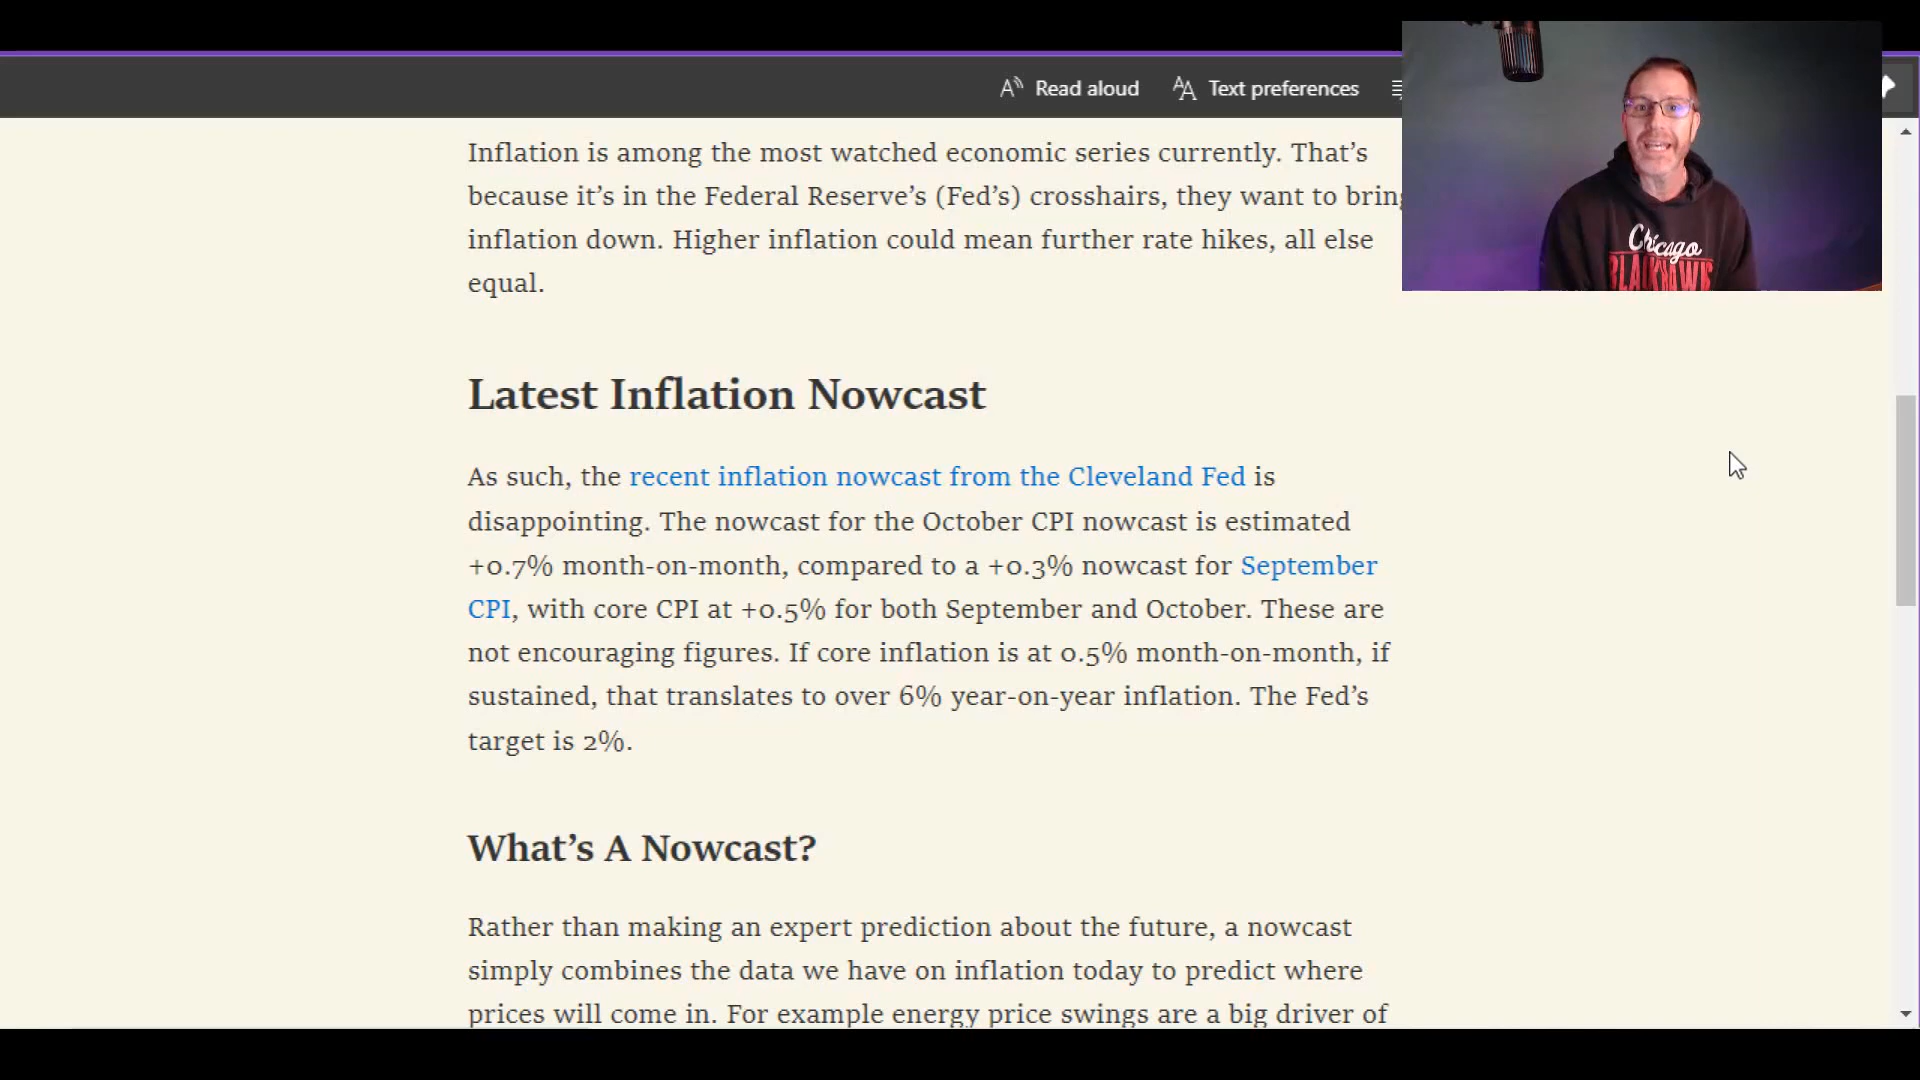 Read aloud
Text preferences
Inflation is among the most watched economic series currently. That’s
because it’s in the Federal Reserve’s (Fed’s) crosshairs, they want to bring
inflation down. Higher inflation could mean further rate hikes, all else
equal.
Chicago
BLACKHAWKS
Latest Inflation Nowcast
As such, the recent inflation nowcast from the Cleveland Fed is
disappointing. The nowcast for the October CPI nowcast is estimated
+0.7% month-on-month, compared to a +0.3% nowcast for September
CPI, with core CPI at +0.5% for both September and October. These are
not encouraging figures. If core inflation is at 0.5% month-on-month, if
sustained, that translates to over 6% year-on-year inflation. The Fed’s
target is 2%.
What’s A Nowcast?
Rather than making an expert prediction about the future, a nowcast
simply combines the data we have on inflation today to predict where
prices will come in. For example energy price swings are a big driver of